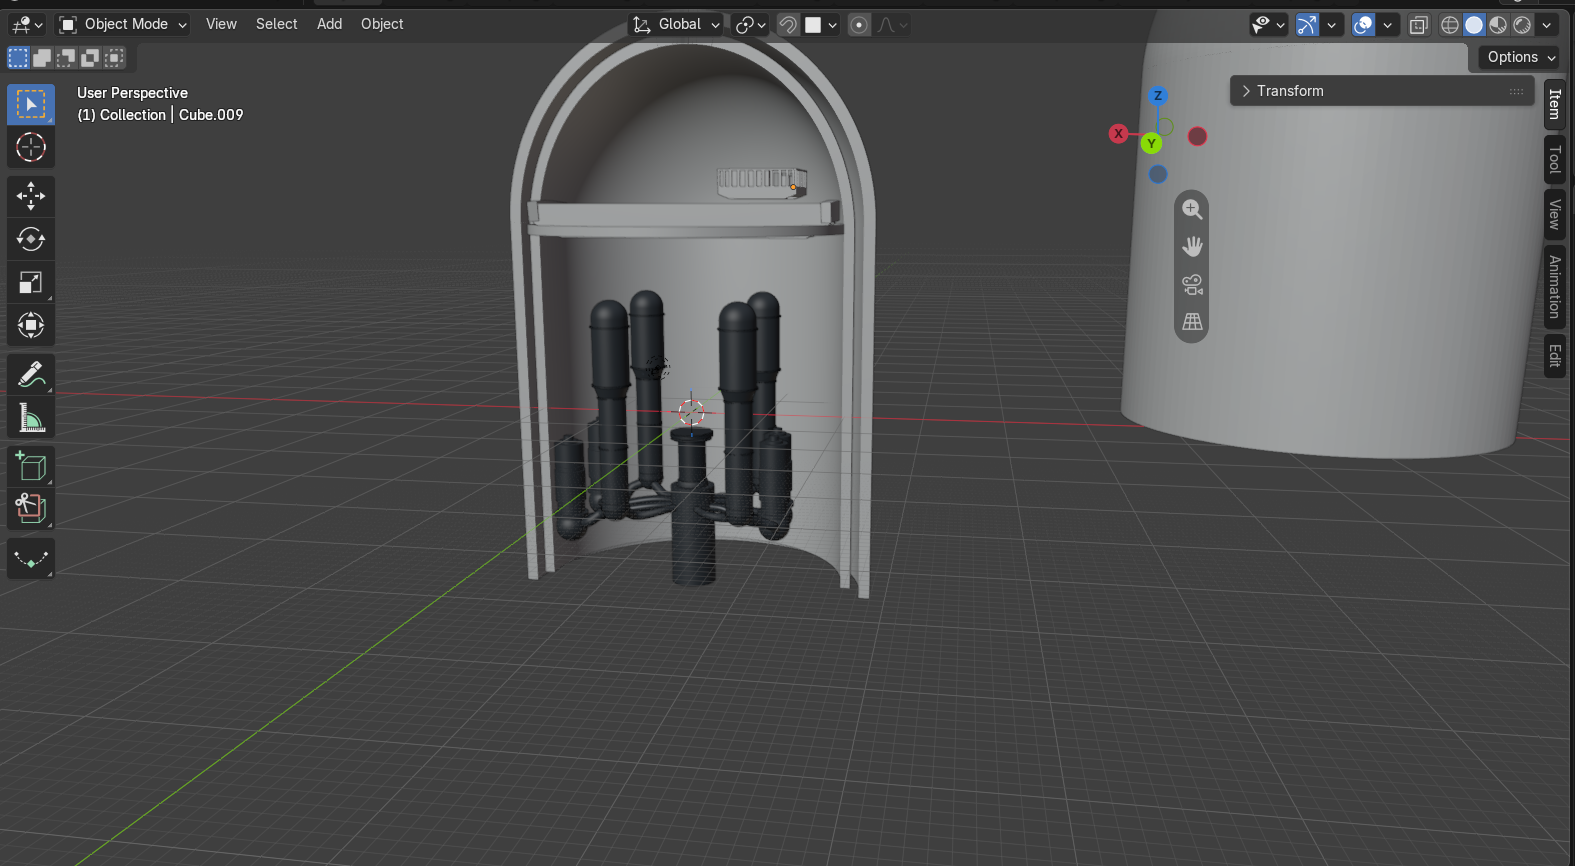 Object Mode View Select Add Object Global
Options
User Perspective
(1) Collection | Cube.009
Transform
Z
X
Y
Item
Tool
View
Animation
Edit